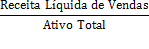 Receita Líquida de Vendas
Ativo Total